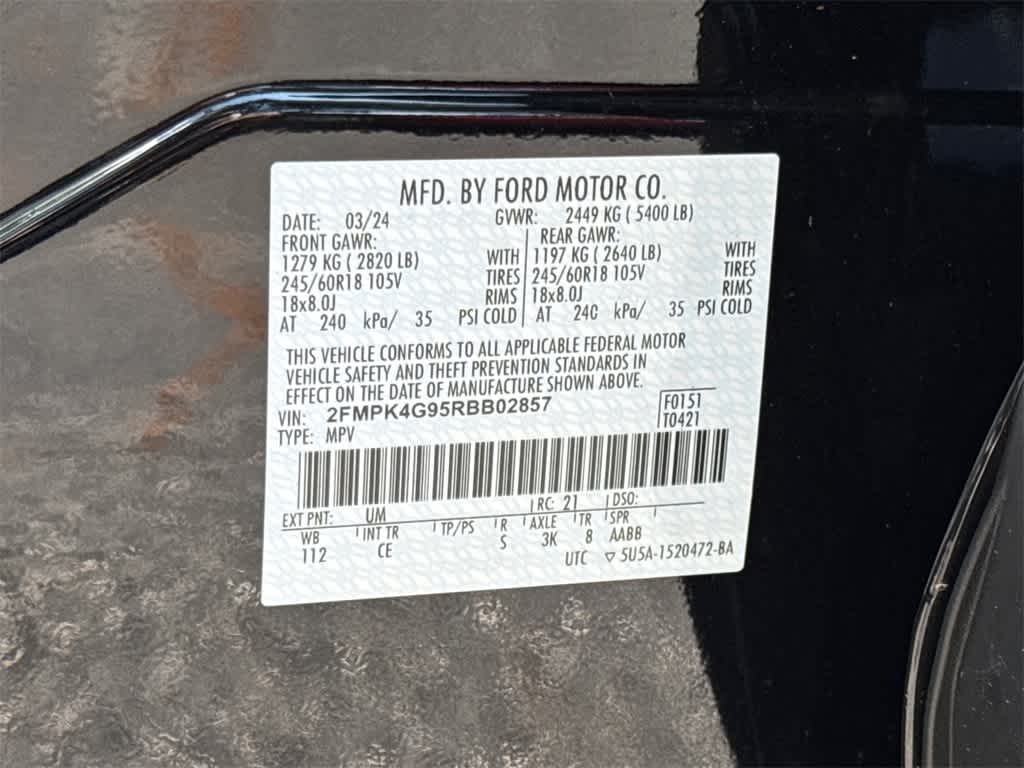 MFD. BY FORD MOTOR CO.
DATE: 03/24 GVWR: 2449 KG ( 5400 LB)
FRONT GAWR: REAR GAWR:
1279 KG ( 2820 LB) WITH 1197 KG ( 2640 LB) WITH
245/60R18 105V TIRES 245/60R18 105V TIRES
18x8.0J RIMS 18x8.0J RIMS
AT 240 kPa/ 35 PSI COLD AT 240 kPa/ 35 PSI COLD
THIS VEHICLE CONFORMS TO ALL APPLICABLE FEDERAL MOTOR
VEHICLE SAFETY AND THEFT PREVENTION STANDARDS IN
EFFECT ON THE DATE OF MANUFACTURE SHOWN ABOVE.
VIN: 2FMPK4G95RBB02857 F0151
TYPE: MPV T0421
EXT PNT: UM RC: 21 DSO:
WB INT TR TP/PS R AXLE TR SPR
112 CE S 3K 8 AABB
UTC ▽ 5U5A-1520472-BA